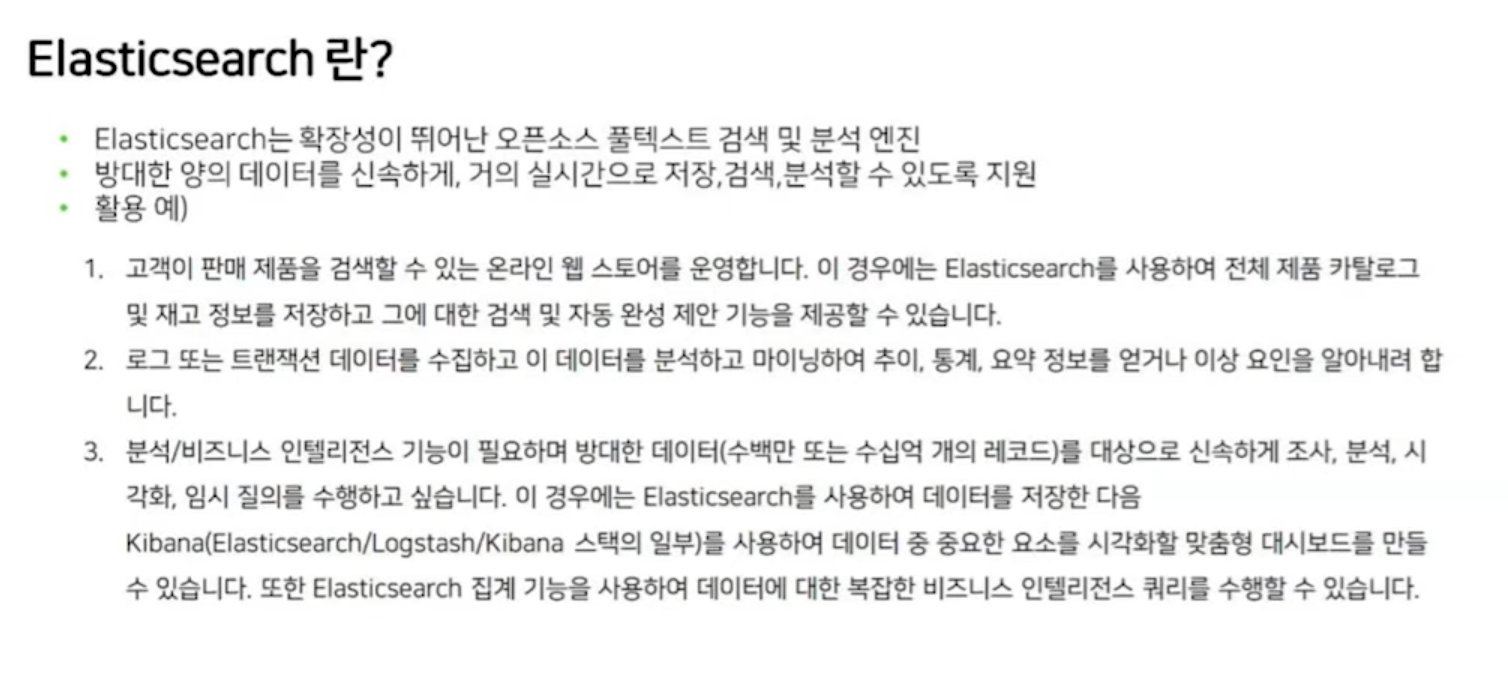 Elasticsearch 란?
• Elasticsearch는 확장성이 뛰어난 오픈소스 풀텍스트 검색 및 분석 엔진
• 방대한 양의 데이터를 신속하게, 거의 실시간으로 저장,검색,분석할 수 있도록 지원
• 활용 예)
1. 고객이 판매 제품을 검색할 수 있는 온라인 웹 스토어를 운영합니다. 이 경우에는 Elasticsearch를 사용하여 전체 제품 카탈로그
및 재고 정보를 저장하고 그에 대한 검색 및 자동 완성 제안 기능을 제공할 수 있습니다.
2. 로그 또는 트랜잭션 데이터를 수집하고 이 데이터를 분석하고 마이닝하여 추이, 통계, 요약 정보를 얻거나 이상 요인을 알아내려 합
니다.
3. 분석/비즈니스 인텔리전스 기능이 필요하며 방대한 데이터(수백만 또는 수십억 개의 레코드)를 대상으로 신속하게 조사, 분석, 시
각화, 임시 질의를 수행하고 싶습니다. 이 경우에는 Elasticsearch를 사용하여 데이터를 저장한 다음
Kibana(Elasticsearch/Logstash/Kibana 스택의 일부)를 사용하여 데이터 중 중요한 요소를 시각화할 맞춤형 대시보드를 만들
수 있습니다. 또한 Elasticsearch 집계 기능을 사용하여 데이터에 대한 복잡한 비즈니스 인텔리전스 쿼리를 수행할 수 있습니다.